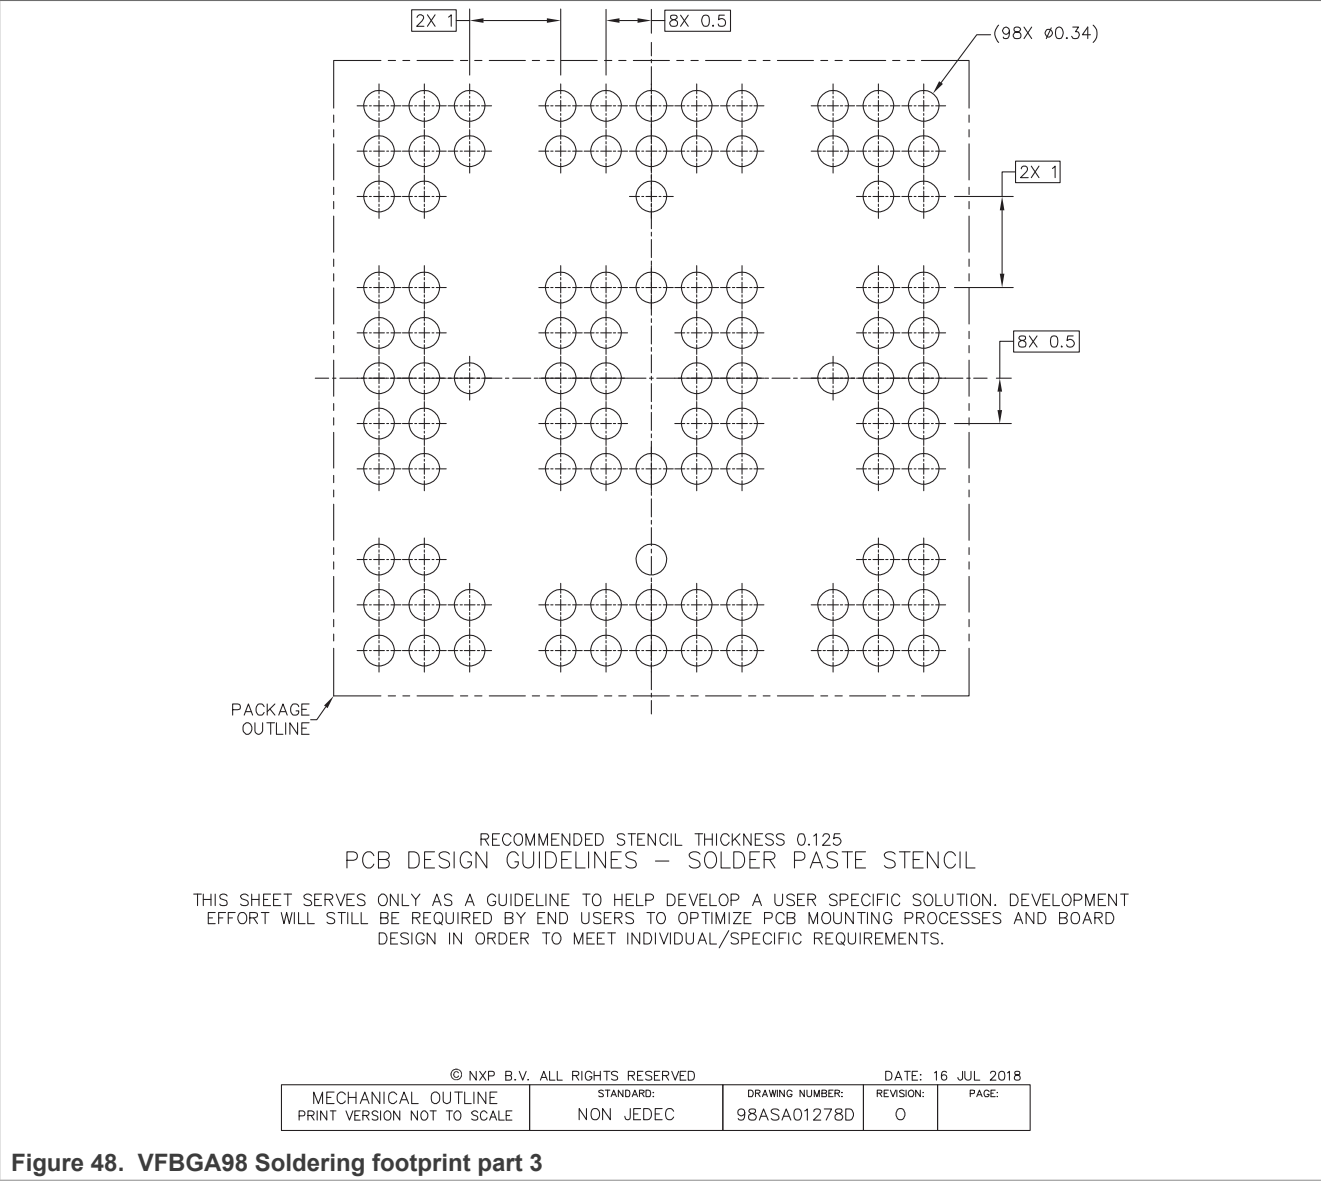 2X 1
8X 0.5
(98X ø0.34)
2X 1
8X 0.5
PACKAGE
OUTLINE
RECOMMENDED STENCIL THICKNESS 0.125
PCB DESIGN GUIDELINES – SOLDER PASTE STENCIL
THIS SHEET SERVES ONLY AS A GUIDELINE TO HELP DEVELOP A USER SPECIFIC SOLUTION. DEVELOPMENT
EFFORT WILL STILL BE REQUIRED BY END USERS TO OPTIMIZE PCB MOUNTING PROCESSES AND BOARD
DESIGN IN ORDER TO MEET INDIVIDUAL/SPECIFIC REQUIREMENTS.
© NXP B.V. ALL RIGHTS RESERVED
DATE: 16 JUL 2018
MECHANICAL OUTLINE
PRINT VERSION NOT TO SCALE
STANDARD:
NON JEDEC
DRAWING NUMBER:
98ASA01278D
REVISION:
O
PAGE:
Figure 48. VFBGA98 Soldering footprint part 3